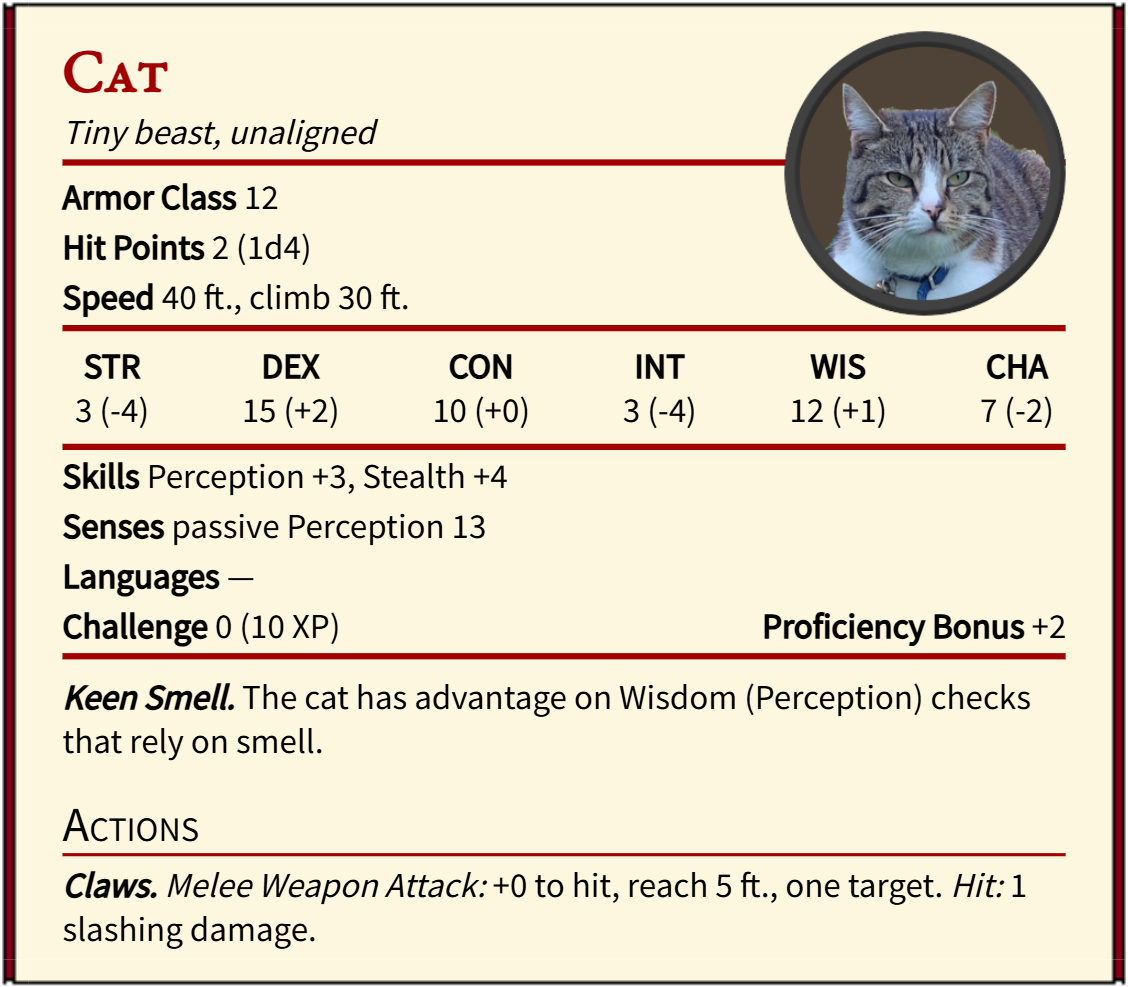 Cat
Tiny beast, unaligned
Armor Class 12
Hit Points 2 (1d4)
Speed 40 ft., climb 30 ft.
STR DEX CON INT WIS CHA
3 (-4) 15 (+2) 10 (+0) 3 (-4) 12 (+1) 7 (-2)
Skills Perception +3, Stealth +4
Senses passive Perception 13
Languages —
Challenge 0 (10 XP) Proficiency Bonus +2
Keen Smell. The cat has advantage on Wisdom (Perception) checks
that rely on smell.
Actions
Claws. Melee Weapon Attack: +0 to hit, reach 5 ft., one target. Hit: 1
slashing damage.